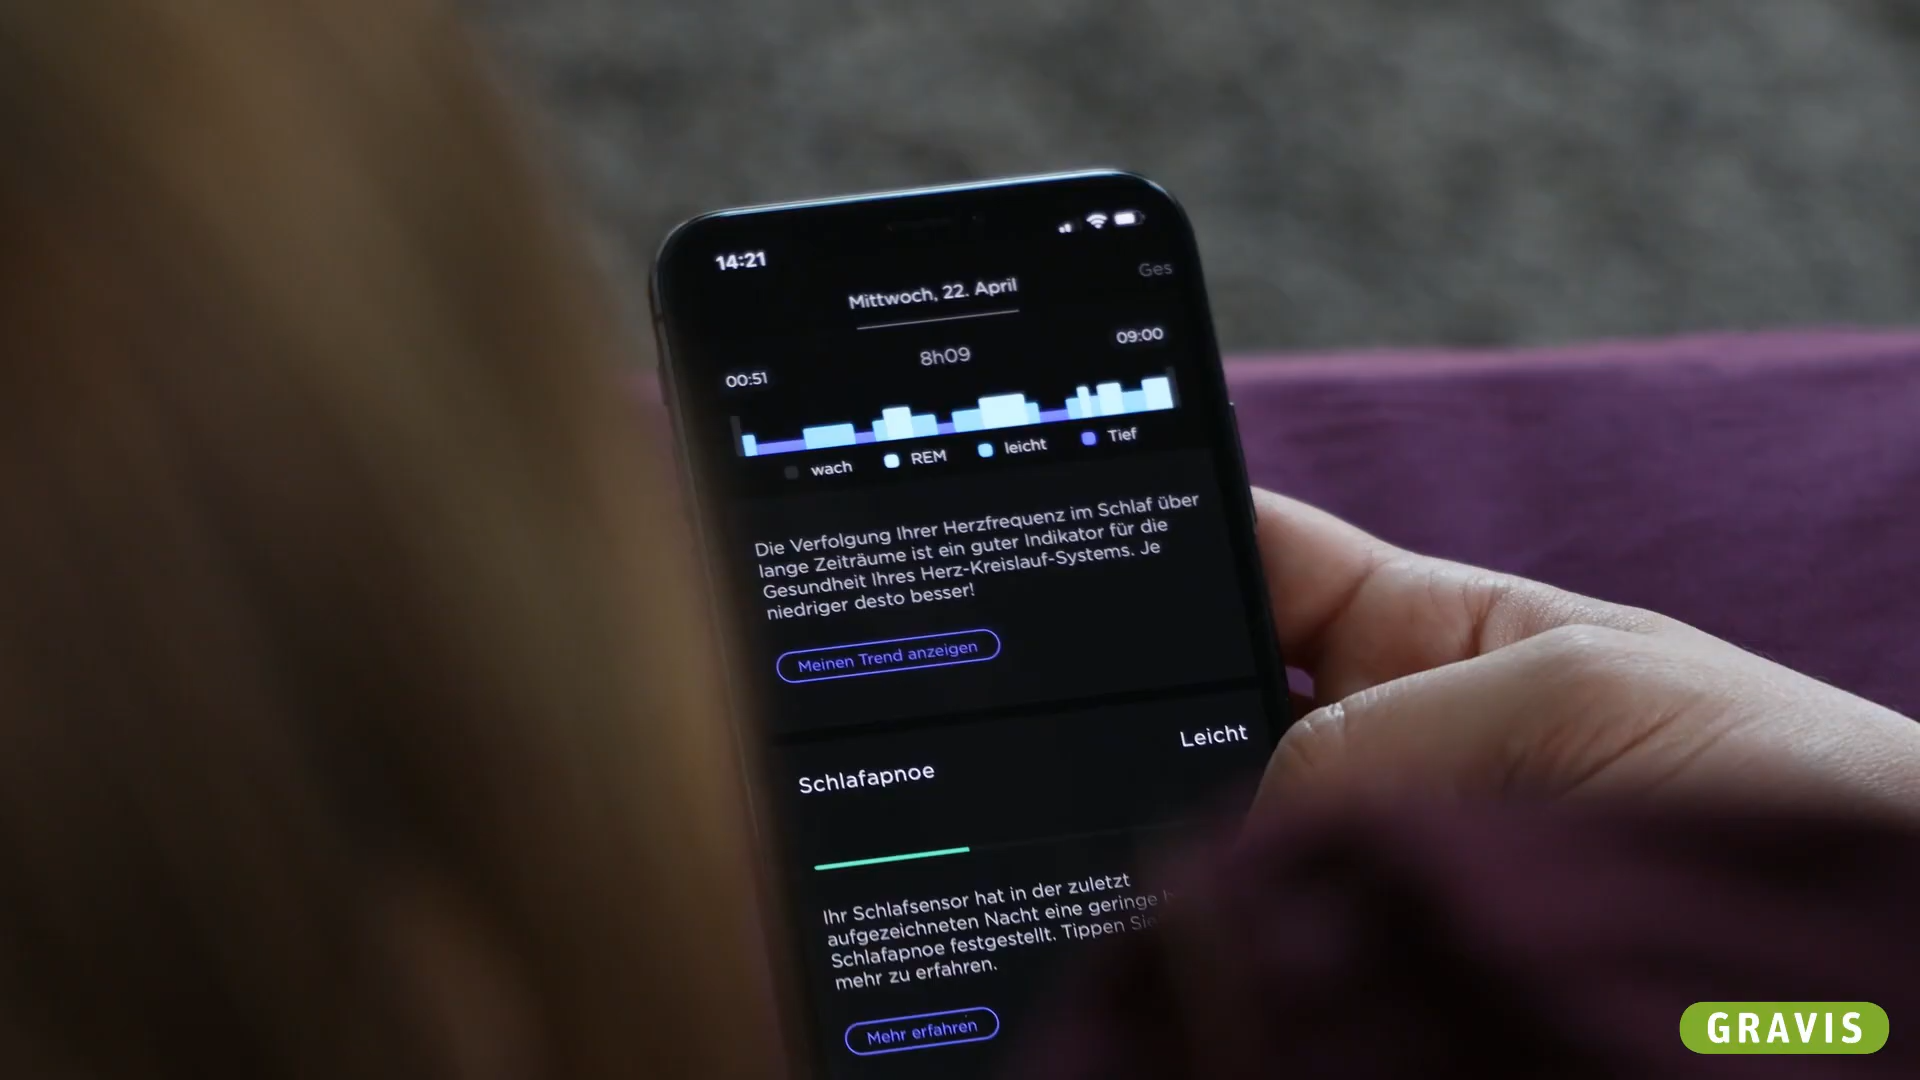 14:21
Ges
Mittwoch, 22. April
00:51
8h09
09:00
wach
REM
leicht
Tief
Die Verfolgung Ihrer Herzfrequenz im Schlaf über
lange Zeiträume ist ein guter Indikator für die
Gesundheit Ihres Herz-Kreislauf-Systems. Je
niedriger desto besser!
Meinen Trend anzeigen
Schlafapnoe
Leicht
Ihr Schlafsensor hat in der zuletzt
aufgezeichneten Nacht eine geringe
Schlafapnoe festgestellt. Tippen Sie
mehr zu erfahren.
Mehr erfahren
GRAVIS